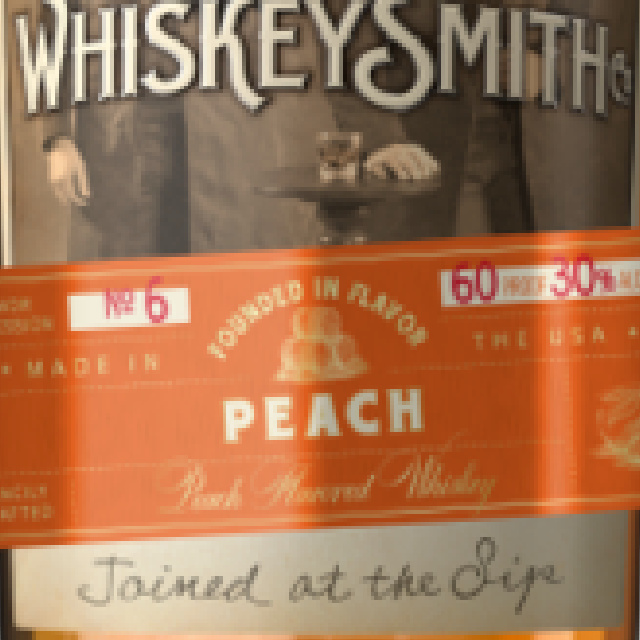 WHISKEYSMITH Co
No 6
60 PROOF 30%
FOUNDED IN FLAVOR
MADE IN
THE USA
PEACH
Peach Flavored Whiskey
Joined at the Sip